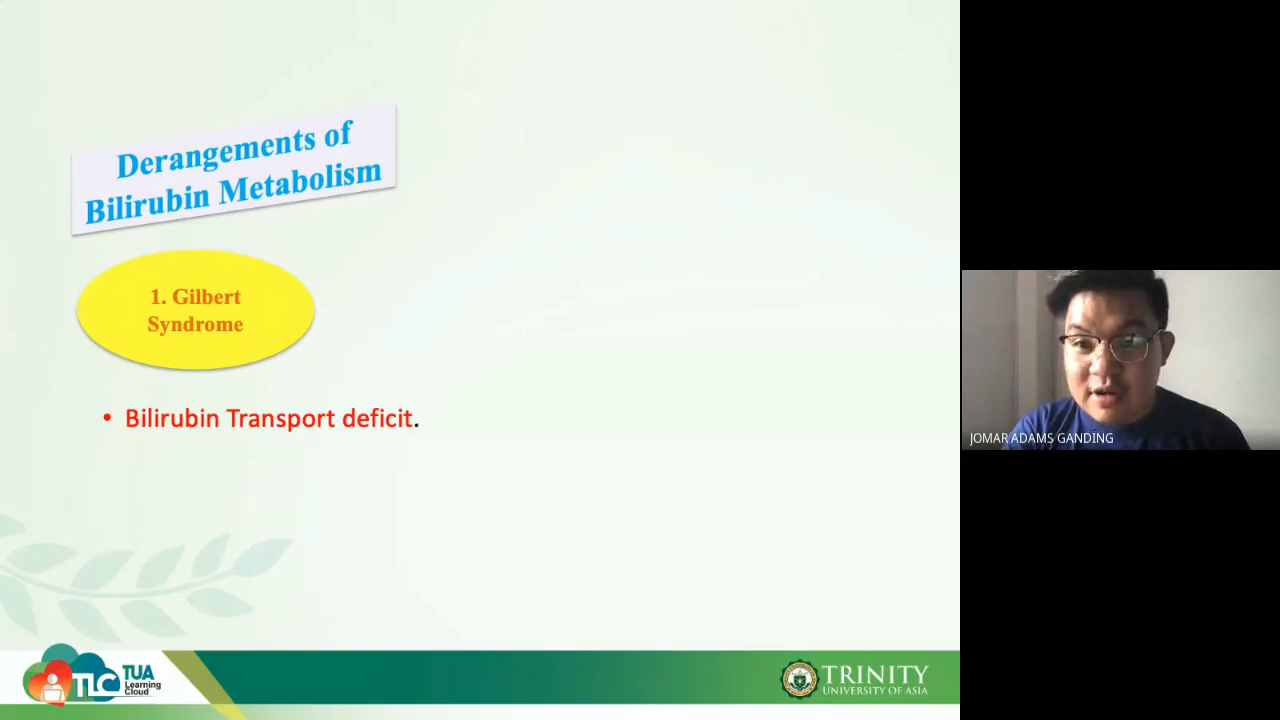 Derangements of
Bilirubin Metabolism
1. Gilbert
Syndrome
• Bilirubin Transport deficit.
JOMAR ADAMS GANDING
TLC
TUA
Learning
Cloud
TRINITY
UNIVERSITY OF ASIA